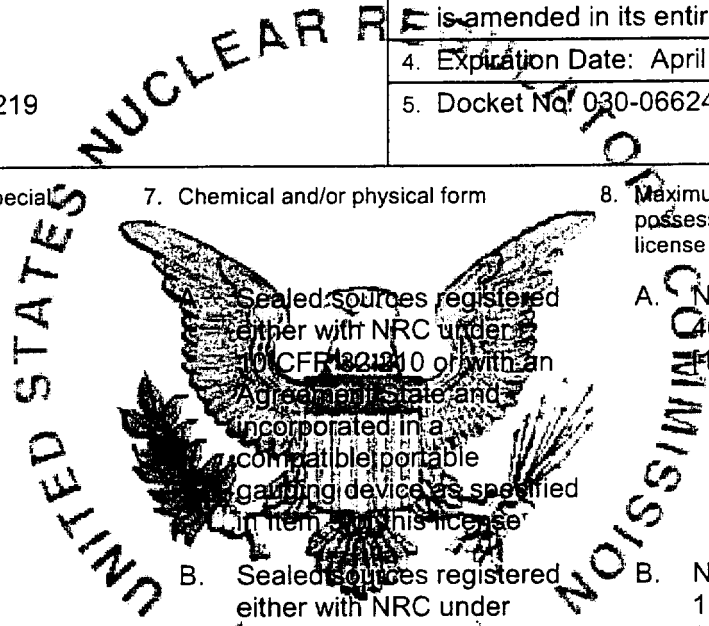 is amended in its entir
4. Expiration Date: April
219
5. Docket No. 030-06624
pecial
7. Chemical and/or physical form
8. Maximu
possess
license
A. Sealed sources registered
either with NRC under
10 CFR 32.210 or with an
Agreement State and
incorporated in a
compatible portable
gauging device as specified
in Item this license
A. N
B. Sealed sources registered
either with NRC under
B. N
1
UNITED STATES NUCLEAR REGULATORY COMMISSION